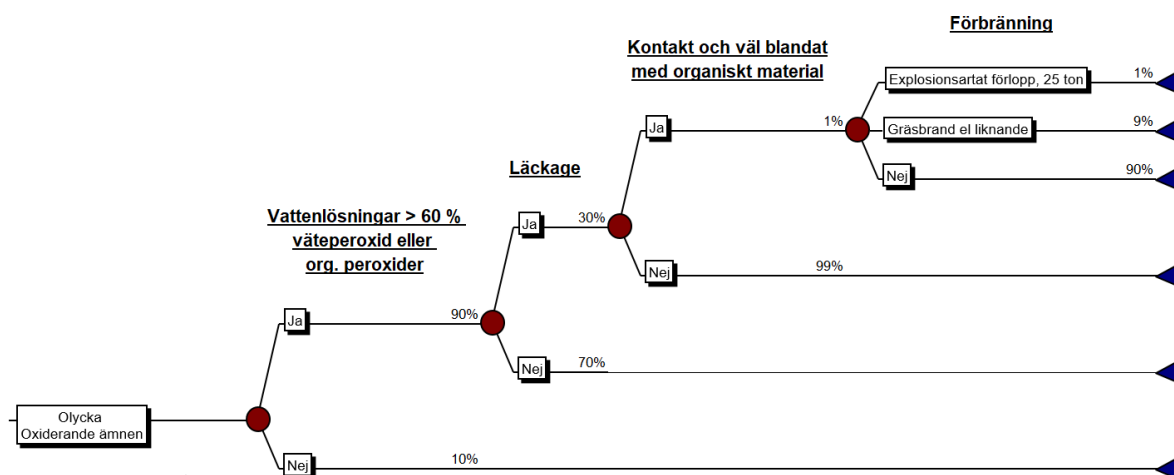 Förbränning
Kontakt och väl blandat
med organiskt material
Explosionsartat förlopp, 25 ton
1%
Ja
1%
Gräsbrand el liknande
9%
Läckage
Nej
90%
Vattenlösningar > 60 %
väteperoxid eller
org. peroxider
Ja
30%
Nej
99%
Ja
90%
Nej
70%
Olycka
Oxiderande ämnen
Nej
10%